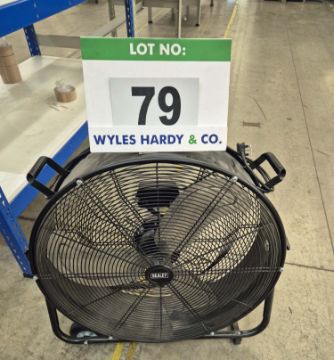 LOT NO:
79
WYLES HARDY & CO.
SEALEY